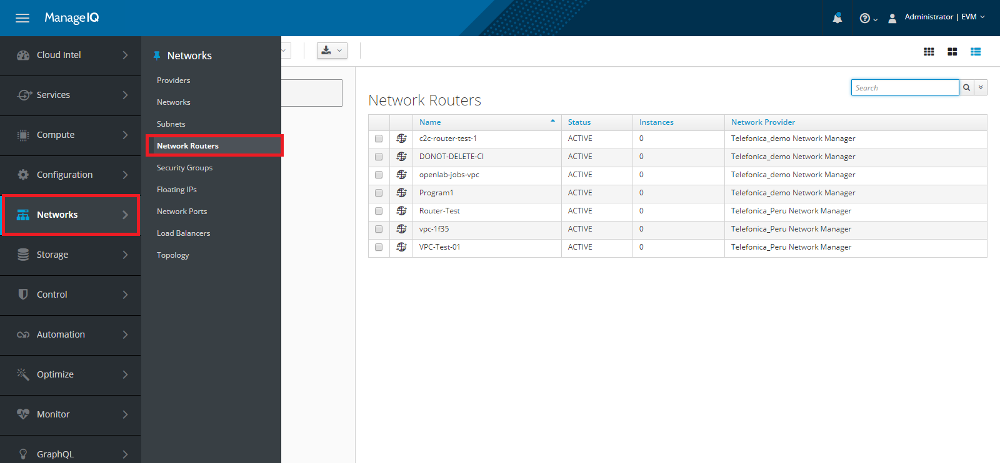 ManageIQ
Administrator | EVM
Cloud Intel
Services
Compute
Configuration
Networks
Storage
Control
Automation
Optimize
Monitor
GraphQL
Networks
Providers
Networks
Subnets
Network Routers
Security Groups
Floating IPs
Network Ports
Load Balancers
Topology
Search
Network Routers
Name Status Instances Network Provider
c2c-router-test-1 ACTIVE 0 Telefonica_demo Network Manager
DONOT-DELETE-CI ACTIVE 0 Telefonica_demo Network Manager
openlab-jobs-vpc ACTIVE 0 Telefonica_demo Network Manager
Program1 ACTIVE 0 Telefonica_demo Network Manager
Router-Test ACTIVE 0 Telefonica_Peru Network Manager
vpc-1f35 ACTIVE 0 Telefonica_Peru Network Manager
VPC-Test-01 ACTIVE 0 Telefonica_Peru Network Manager